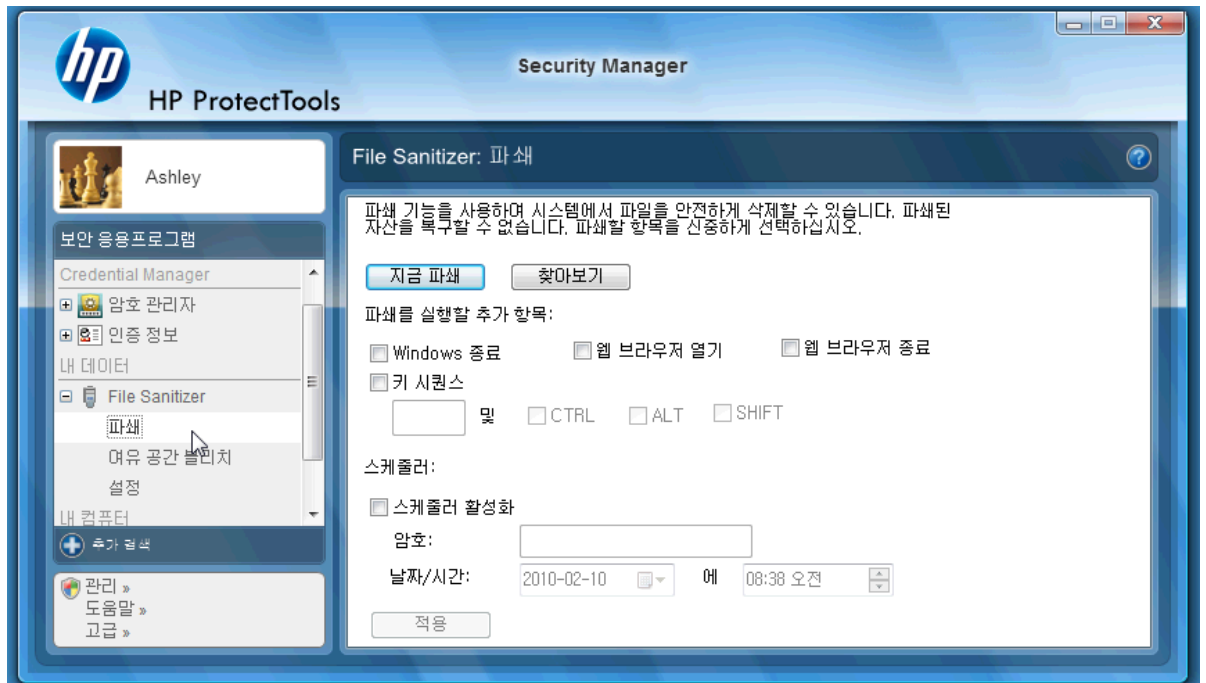 hp
HP ProtectTools
Security Manager
Ashley
보안 응용프로그램
Credential Manager
암호 관리자
인증 정보
내 데이터
File Sanitizer
파쇄
여유 공간 블리치
설정
내 컴퓨터
추가 검색
관리 »
도움말 »
고급 »
File Sanitizer: 파쇄
파쇄 기능을 사용하며 시스템에서 파일을 안전하게 삭제할 수 있습니다. 파쇄된
자산을 복구할 수 없습니다. 파쇄할 항목을 신중하게 선택하십시오.
지금 파쇄 찾아보기
파쇄를 실행할 추가 항목:
Windows 종료 웹 브라우저 열기 웹 브라우저 종료
키 시퀀스
및 CTRL ALT SHIFT
스케줄러:
스케줄러 활성화
암호:
날짜/시간: 2010-02-10 에 08:38 오전
적용